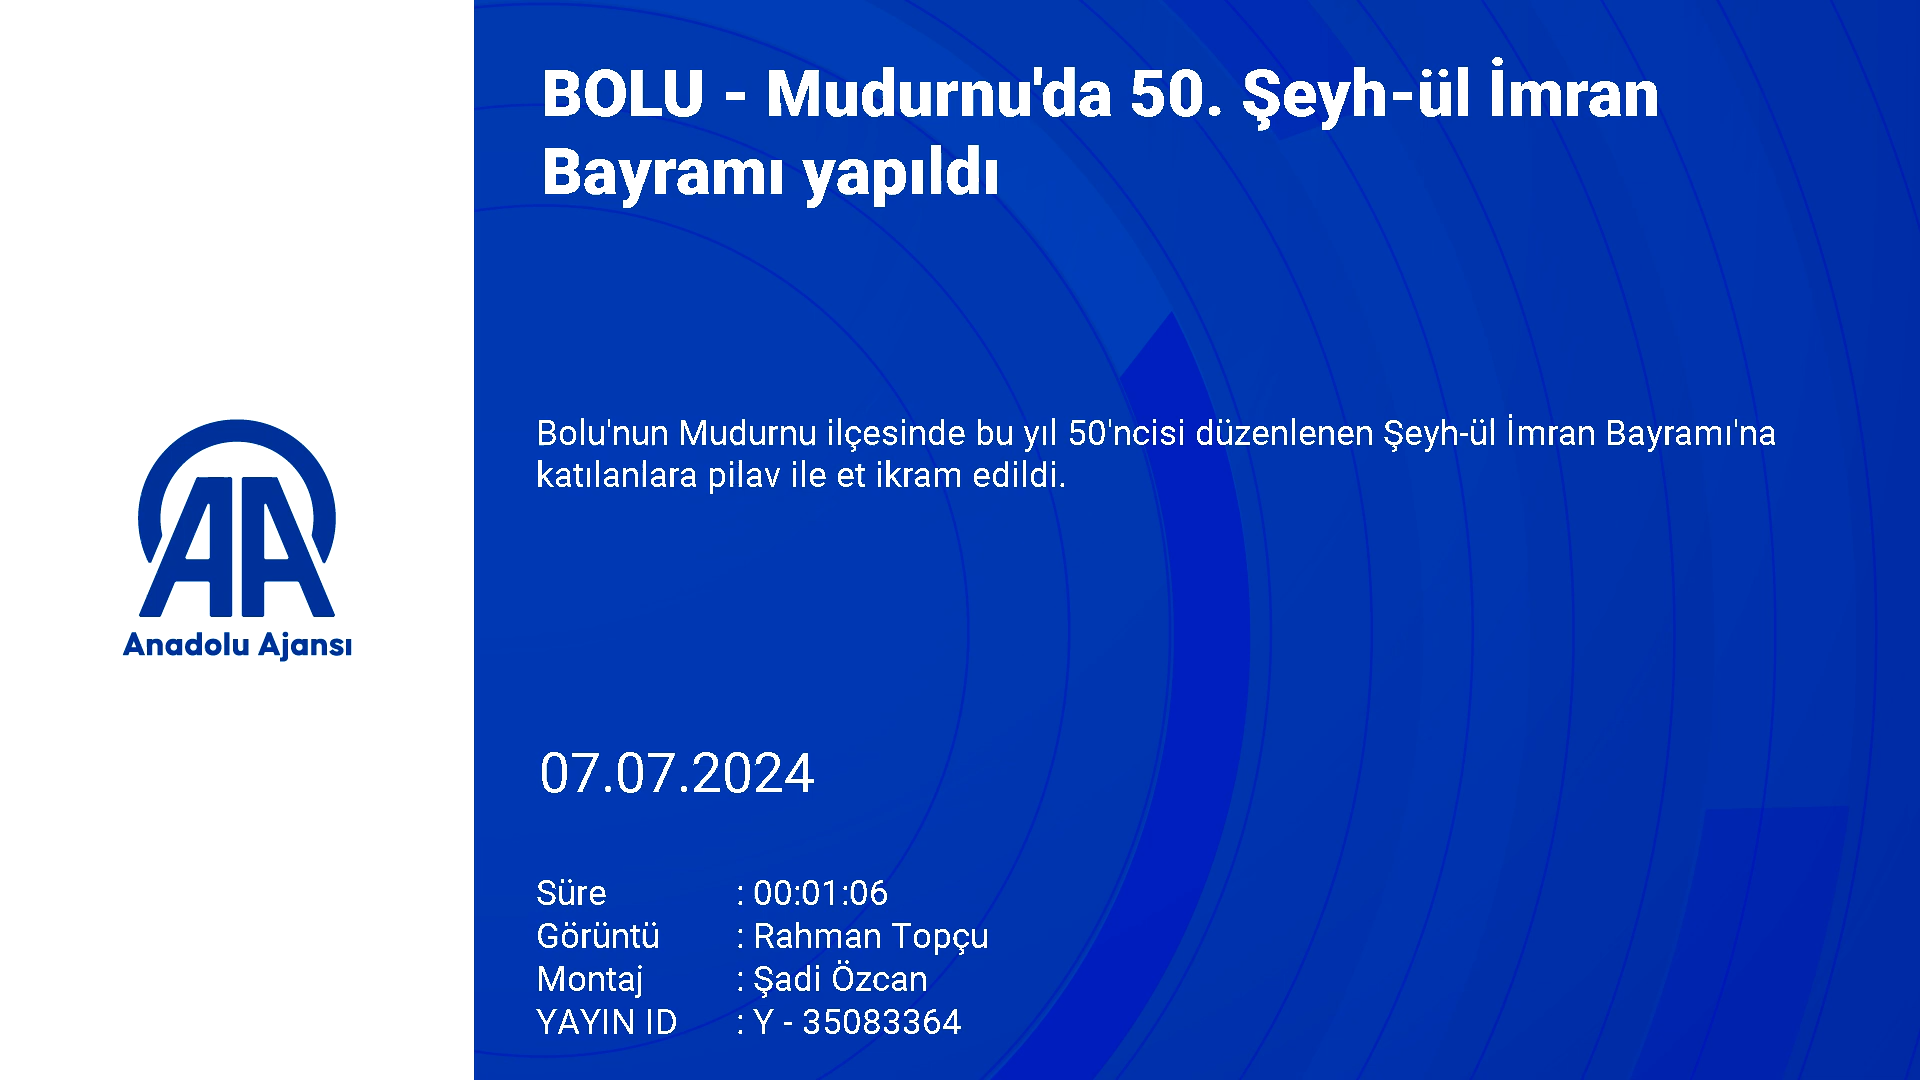 BOLU - Mudurnu'da 50. Şeyh-ül İmran
Bayramı yapıldı
Bolu'nun Mudurnu ilçesinde bu yıl 50'ncisi düzenlenen Şeyh-ül İmran Bayramı'na
katılanlara pilav ile et ikram edildi.
AA
Anadolu Ajansı
07.07.2024
Süre : 00:01:06
Görüntü : Rahman Topçu
Montaj : Şadi Özcan
YAYIN ID : Y - 35083364